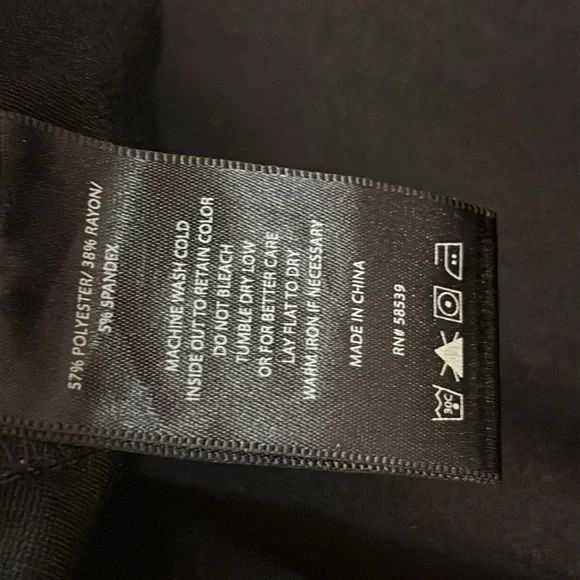 57% POLYESTER/ 38% RAYON/
5% SPANDEX
MACHINE WASH COLD
INSIDE OUT TO RETAIN COLOR
DO NOT BLEACH
TUMBLE DRY LOW
OR FOR BETTER CARE
LAY FLAT TO DRY
WARM IRON IF NECESSARY
MADE IN CHINA
RN# 58539
30C